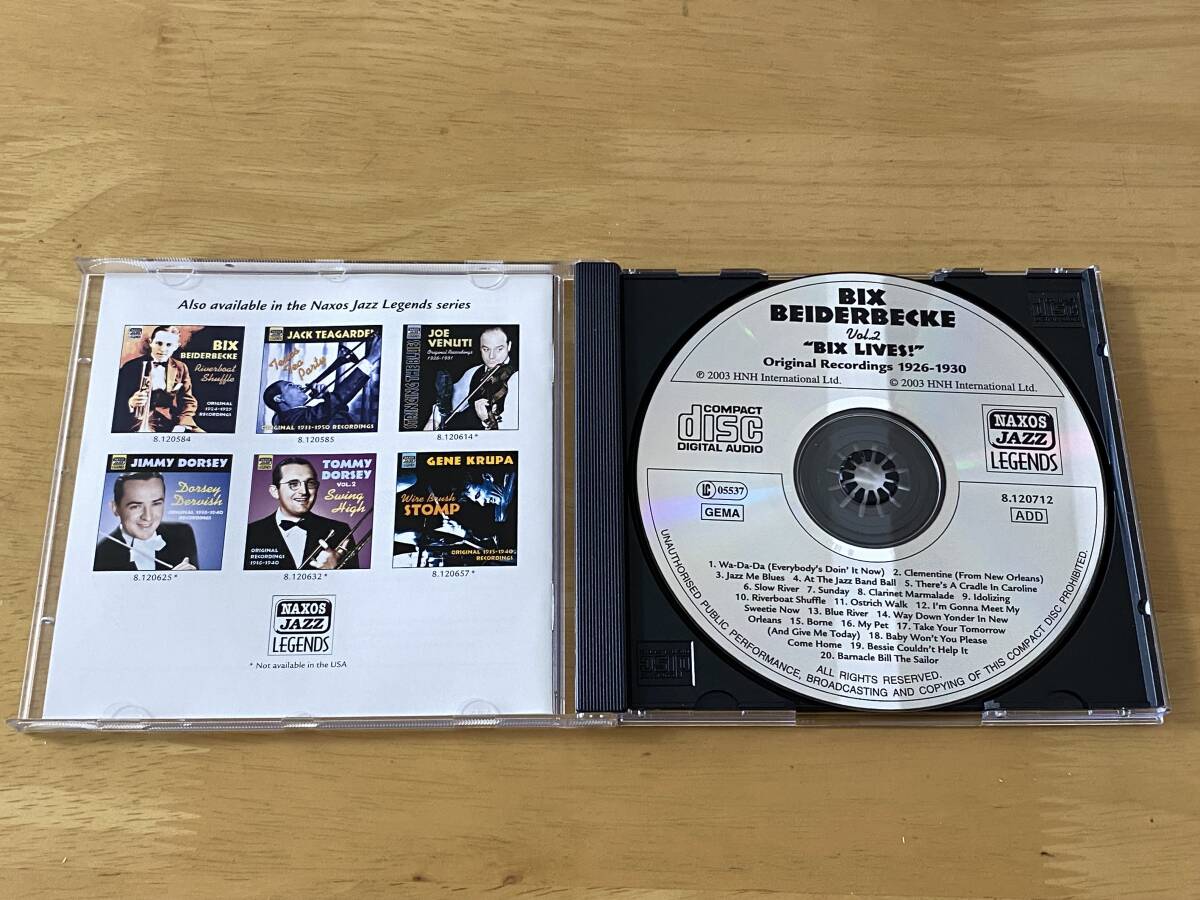 Also available in the Naxos Jazz Legends series
BIX
BEIDERBECKE
Riverboat
Shuffle
ORIGINAL
1924-1929
RECORDINGS
8.120584
JACK TEAGARDEN
Texas
Tea
Party
ORIGINAL 1933-1950 RECORDINGS
8.120585
JOE
VENUTI
Original Recordings
STRINGING THE BLUES
8.120614*
JIMMY DORSEY
Dorsey
Dervish
RECORDINGS
8.120625*
TOMMY
DORSEY
VOL.2
Swing
High
ORIGINAL
RECORDINGS
8.120632*
GENE KRUPA
Wire Brush
STOMP
ORIGINAL 1935-1940
RECORDINGS
8.120657*
NAXOS
JAZZ
LEGENDS
* Not available in the USA
BIX
BEIDERBECKE
Vol.2
"BIX LIVES!"
Original Recordings 1926-1930
℗ 2003 HNH International Ltd.
© 2003 HNH International Ltd.
COMPACT
disc
DIGITAL AUDIO
NAXOS
JAZZ
LEGENDS
LC 05537
GEMA
8.120712
ADD
1. Wa-Da-Da (Everybody's Doin' It Now) 2. Clementine (From New Orleans)
3. Jazz Me Blues 4. At The Jazz Band Ball 5. There's A Cradle In Caroline
6. Slow River 7. Sunday 8. Clarinet Marmalade 9. Idolizing
10. Riverboat Shuffle 11. Ostrich Walk 12. I'm Gonna Meet My
Sweetie Now 13. Blue River 14. Way Down Yonder In New
Orleans 15. Borne 16. My Pet 17. Take Your Tomorrow
(And Give Me Today) 18. Baby Won't You Please
Come Home 19. Bessie Couldn't Help It
20. Barnacle Bill The Sailor
ALL RIGHTS RESERVED.
UNAUTHORISED PUBLIC PERFORMANCE, BROADCASTING AND COPYING OF THIS COMPACT DISC PROHIBITED.